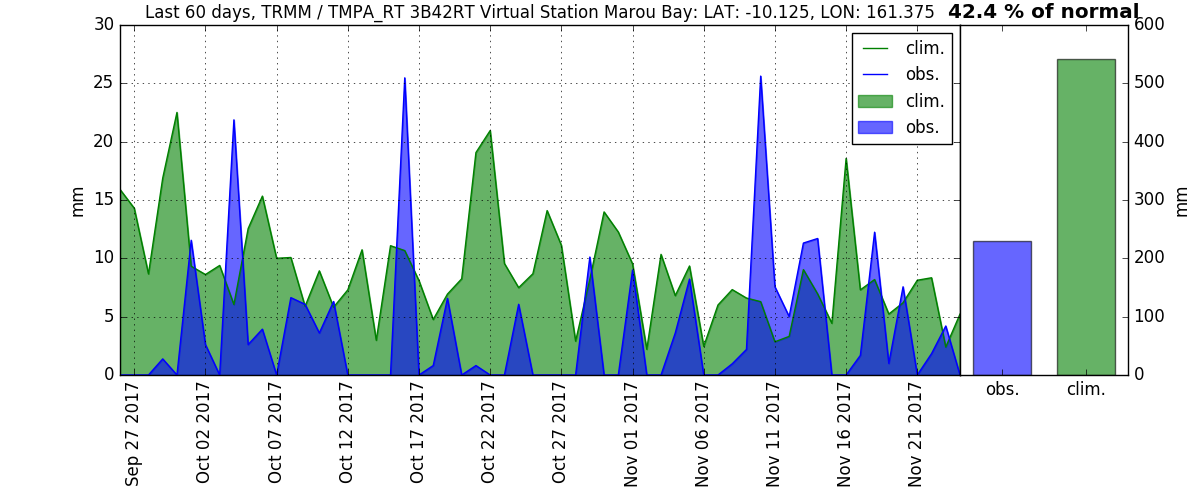 Last 60 days, TRMM / TMPA_RT 3B42RT Virtual Station Marou Bay: LAT: -10.125, LON: 161.375 42.4 % of normal
30
25
20
15
10
5
0
mm
clim.
obs.
clim.
obs.
600
500
400
300
200
100
0
mm
Sep 27 2017
Oct 02 2017
Oct 07 2017
Oct 12 2017
Oct 17 2017
Oct 22 2017
Oct 27 2017
Nov 01 2017
Nov 06 2017
Nov 11 2017
Nov 16 2017
Nov 21 2017
obs.
clim.